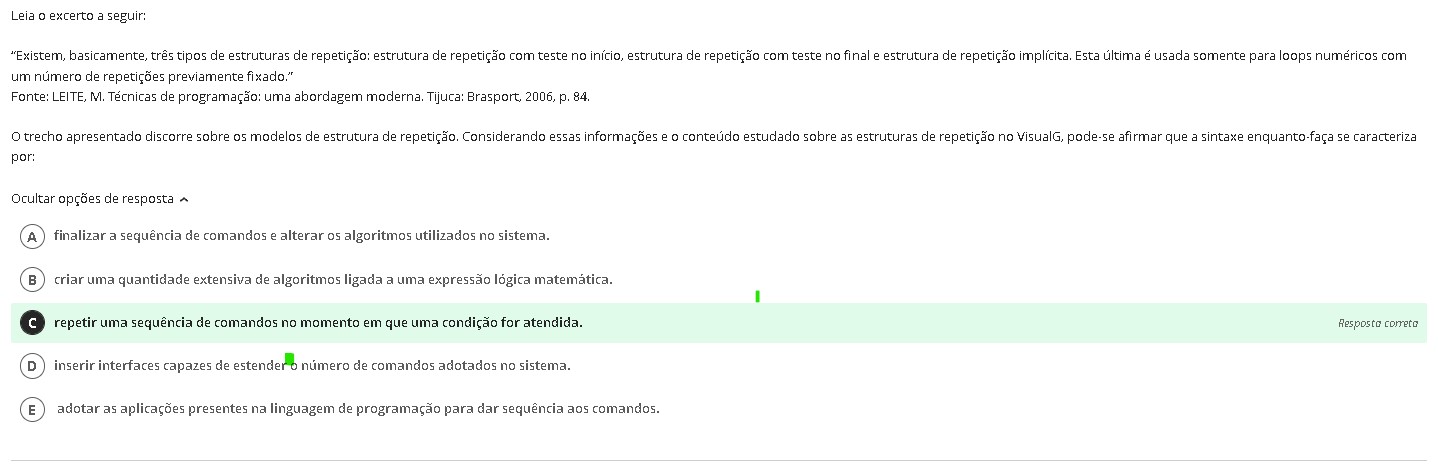 Leia o excerto a seguir:
“Existem, basicamente, três tipos de estruturas de repetição: estrutura de repetição com teste no início, estrutura de repetição com teste no final e estrutura de repetição implícita. Esta última é usada somente para loops numéricos com
um número de repetições previamente fixado.”
Fonte: LEITE, M. Técnicas de programação: uma abordagem moderna. Tijuca: Brasport, 2006, p. 84.
O trecho apresentado discorre sobre os modelos de estrutura de repetição. Considerando essas informações e o conteúdo estudado sobre as estruturas de repetição no VisualG, pode-se afirmar que a sintaxe enquanto-faça se caracteriza
por:
Ocultar opções de resposta
A finalizar a sequência de comandos e alterar os algoritmos utilizados no sistema.
B criar uma quantidade extensiva de algoritmos ligada a uma expressão lógica matemática.
C repetir uma sequência de comandos no momento em que uma condição for atendida. Resposta correta
D inserir interfaces capazes de estender o número de comandos adotados no sistema.
E adotar as aplicações presentes na linguagem de programação para dar sequência aos comandos.